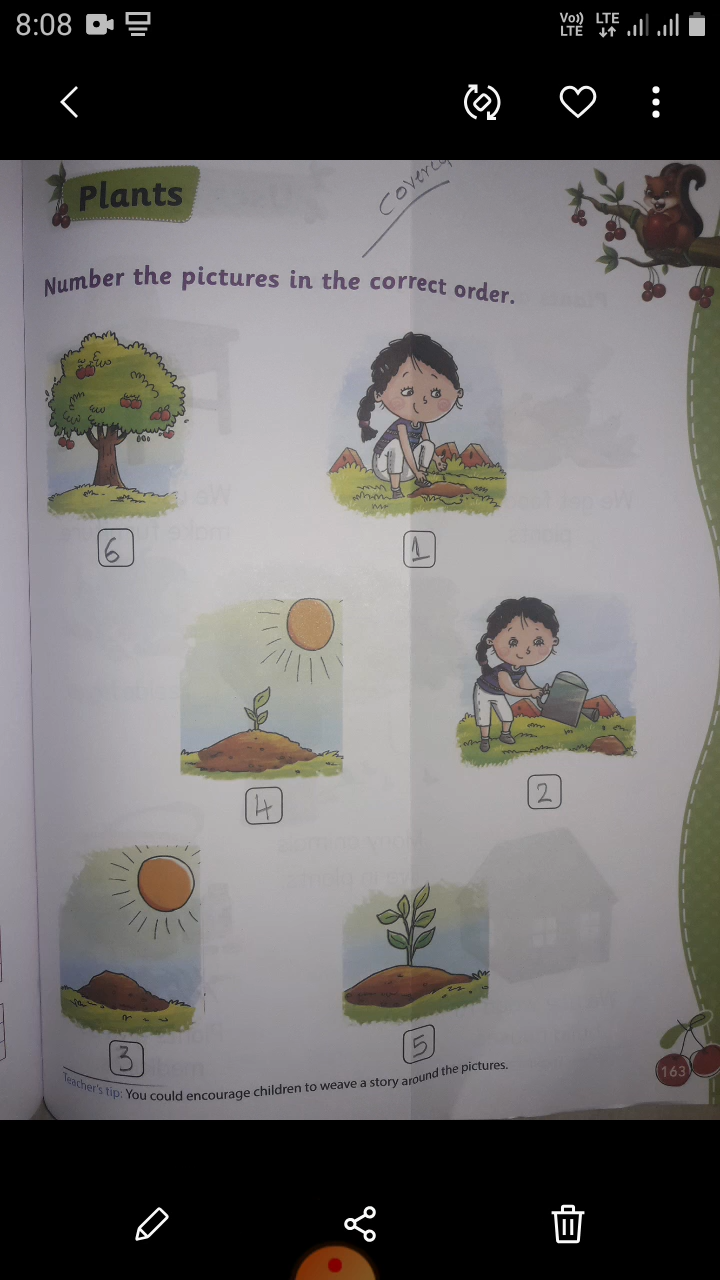 8:08
Vo)) LTE
LTE
Plants
Covered
Number the pictures in the correct order.
6
1
4
2
3
5
Teacher's tip: You could encourage children to weave a story around the pictures.
163